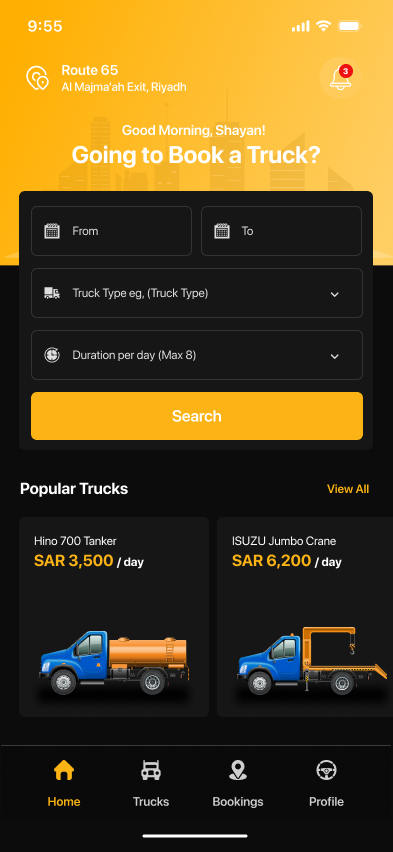 9:55
Route 65
Al Majma'ah Exit, Riyadh
3
Good Morning, Shayan!
Going to Book a Truck?
From
To
Truck Type eg, (Truck Type)
Duration per day (Max 8)
Search
Popular Trucks
View All
Hino 700 Tanker
SAR 3,500 / day
ISUZU Jumbo Crane
SAR 6,200 / day
Home
Trucks
Bookings
Profile